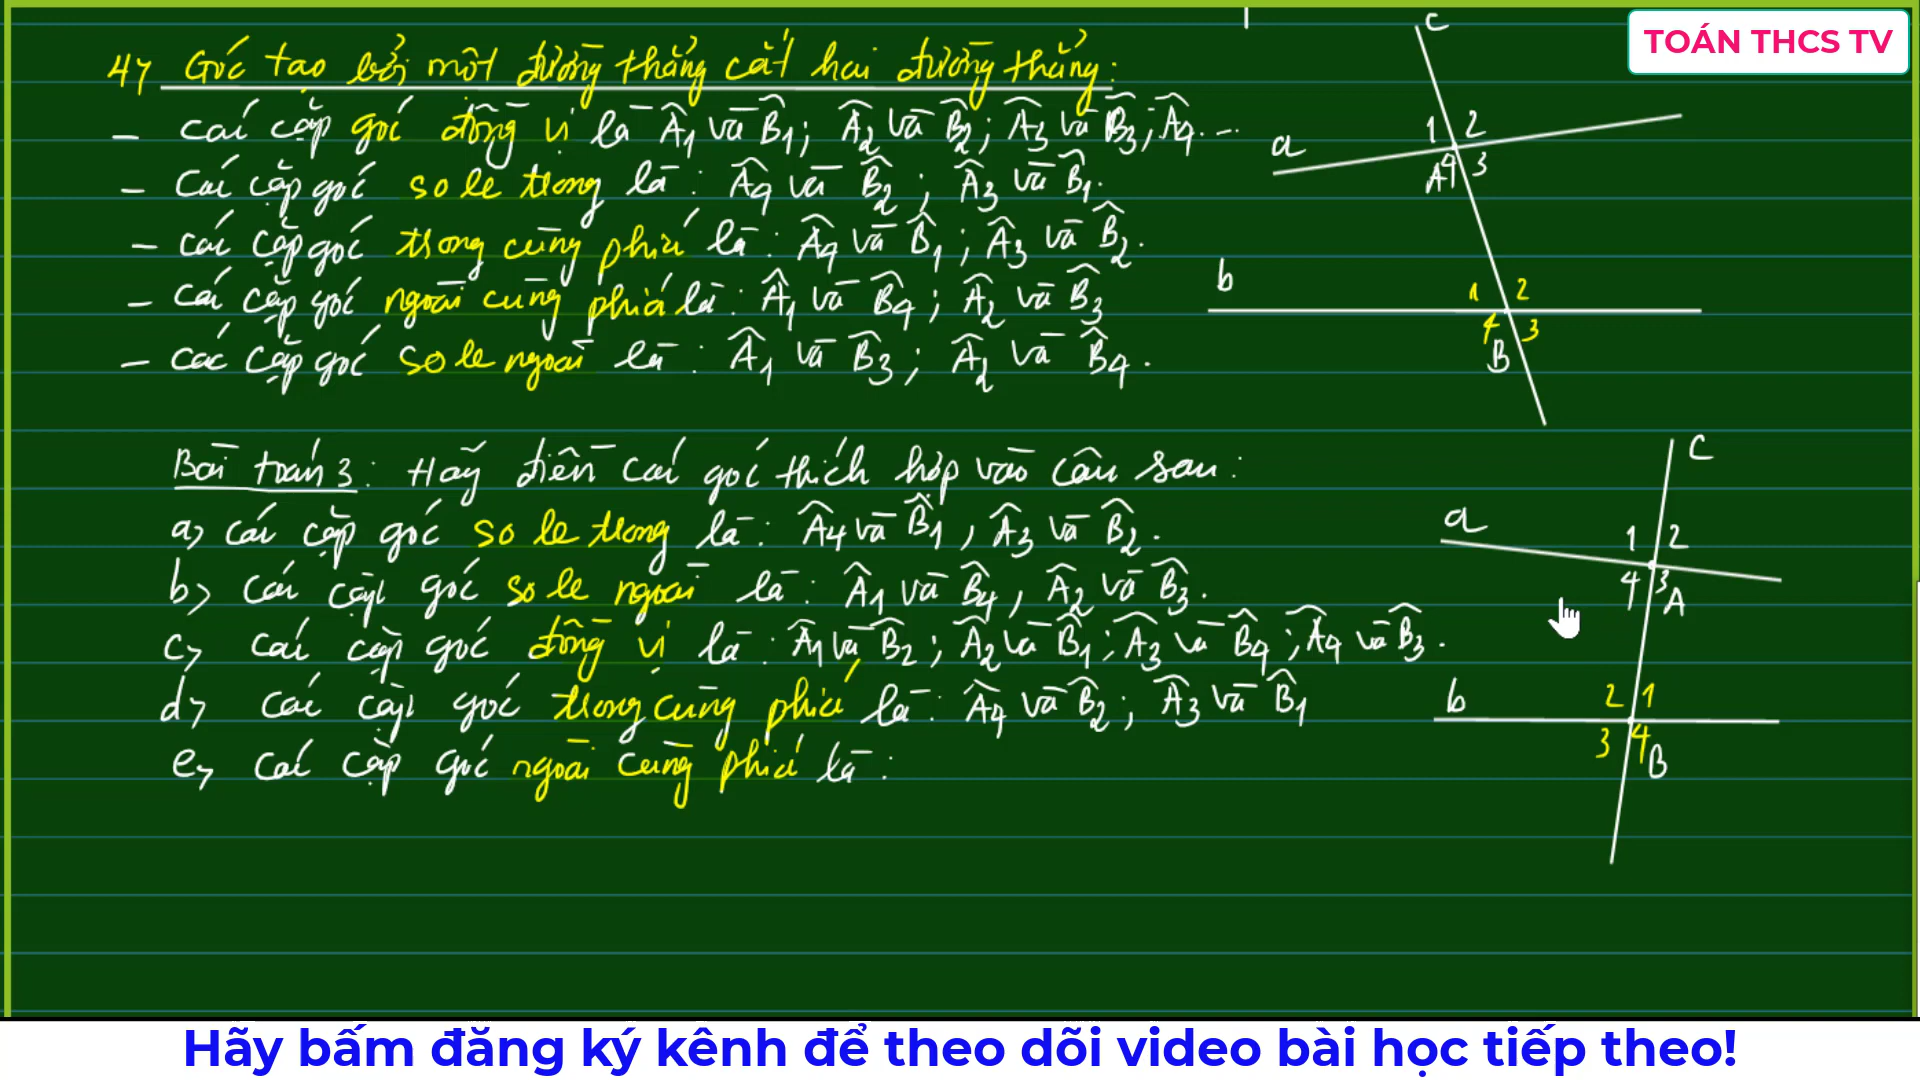 TOÁN THCS TV
4, Góc tạo bởi một đường thẳng cắt hai đường thẳng:
- các cặp góc đồng vị là Â1 và B̂1; Â2 và B̂2; Â3 và B̂3; Â4...
- Các cặp góc so le trong là: Â4 và B̂2; Â3 và B̂1.
- các cặp góc trong cùng phía là: Â4 và B̂1; Â3 và B̂2.
- các cặp góc ngoài cùng phía là: Â1 và B̂4; Â2 và B̂3
- các cặp góc so le ngoài là: Â1 và B̂3; Â2 và B̂4.
c
a
1 2
A 4 3
b
1 2
4 3
B
Bài toán 3: Hãy điền các góc thích hợp vào câu sau:
a, các cặp góc so le trong là: Â4 và B̂1, Â3 và B̂2.
b, các cặp góc so le ngoài là: Â1 và B̂4, Â2 và B̂3.
c, các cặp góc đồng vị là: Â1 và B̂2; Â2 và B̂1; Â3 và B̂4; Â4 và B̂3.
d, các cặp góc trong cùng phía là: Â4 và B̂2; Â3 và B̂1
e, các cặp góc ngoài cùng phía là:
c
a
1 2
4 3 A
b
2 1
3 4
B
Hãy bấm đăng ký kênh để theo dõi video bài học tiếp theo!